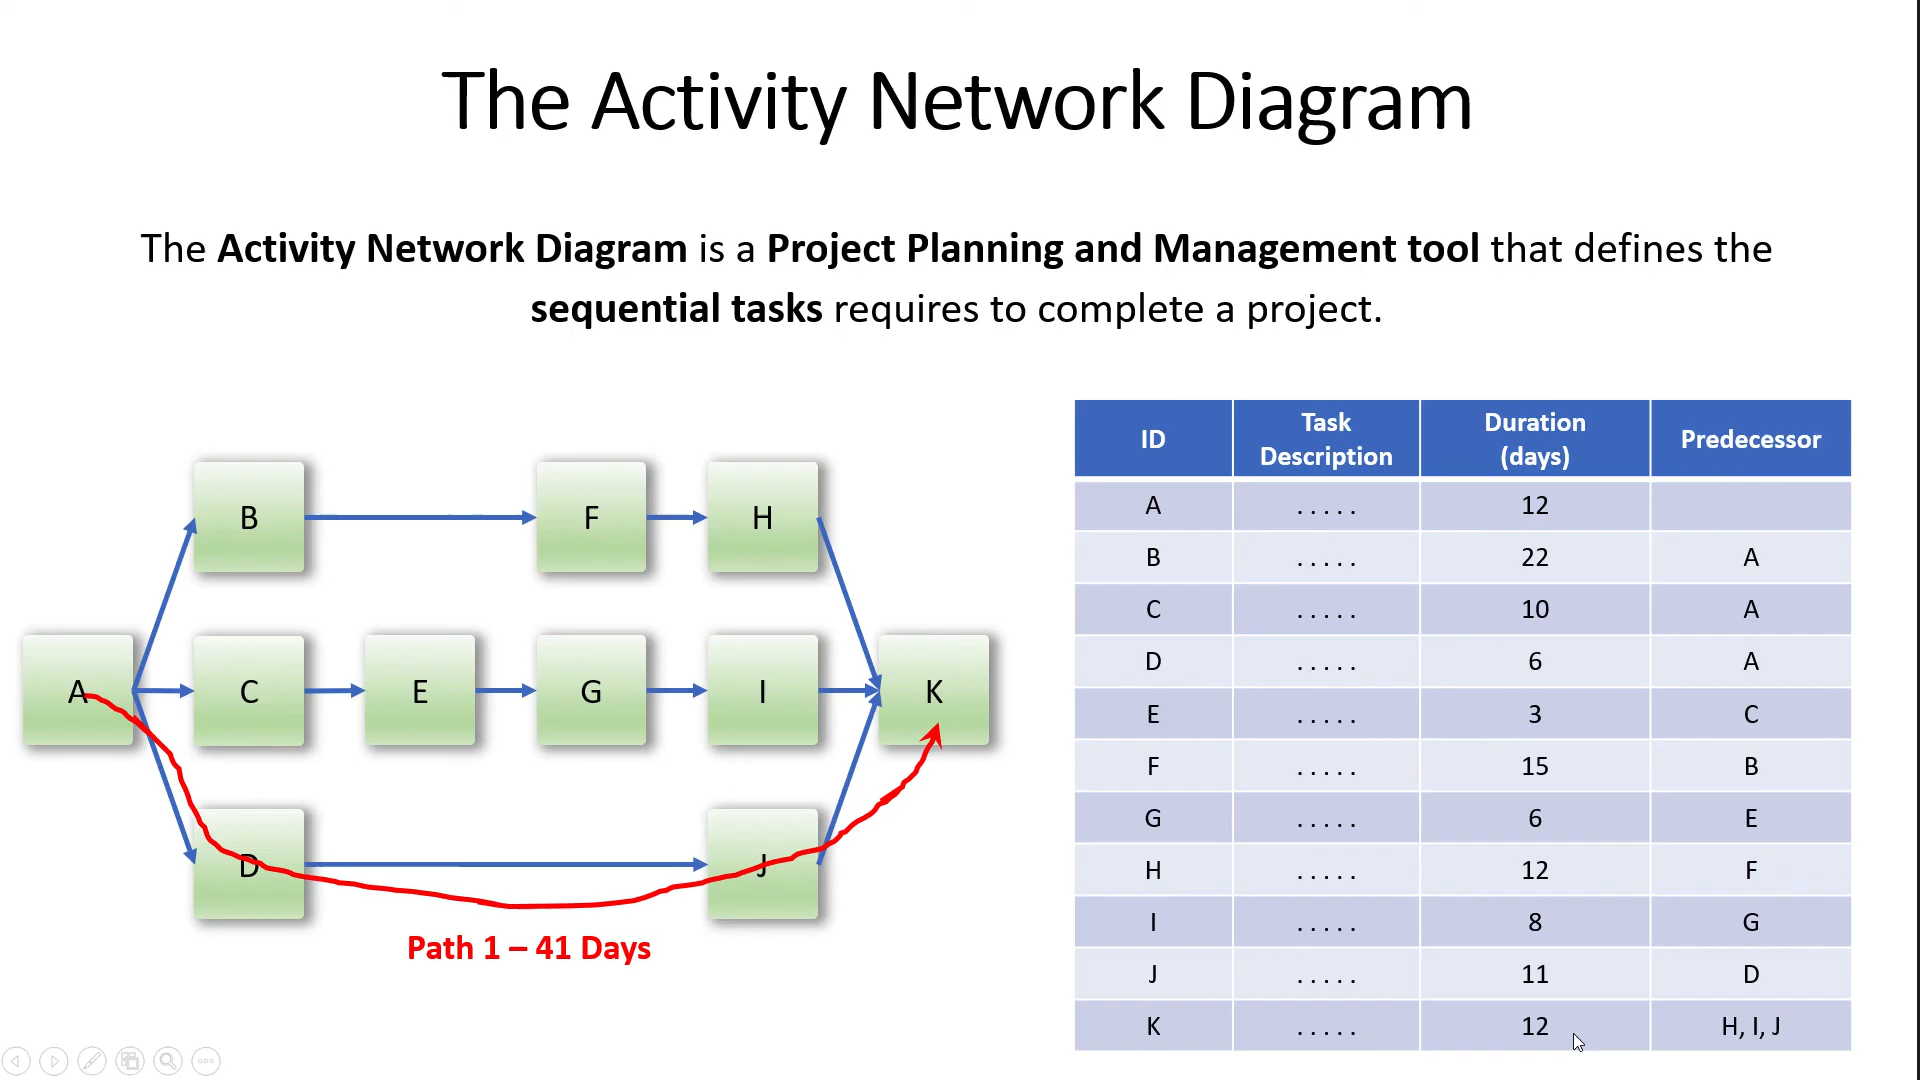 The Activity Network Diagram
The Activity Network Diagram is a Project Planning and Management tool that defines the
sequential tasks requires to complete a project.
B
F
H
A
C
E
G
I
K
D
J
Path 1 – 41 Days
ID Task Description Duration (days) Predecessor
A . . . . . 12
B . . . . . 22 A
C . . . . . 10 A
D . . . . . 6 A
E . . . . . 3 C
F . . . . . 15 B
G . . . . . 6 E
H . . . . . 12 F
I . . . . . 8 G
J . . . . . 11 D
K . . . . . 12 H, I, J